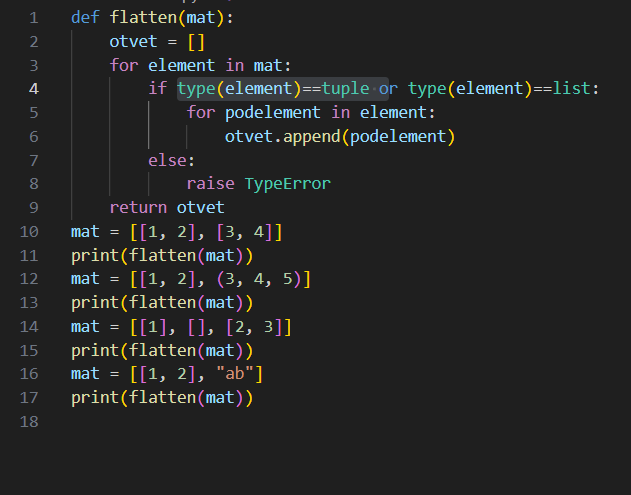 1 def flatten(mat):
2     otvet = []
3     for element in mat:
4         if type(element)==tuple or type(element)==list:
5             for podelement in element:
6                 otvet.append(podelement)
7         else:
8             raise TypeError
9     return otvet
10 mat = [[1, 2], [3, 4]]
11 print(flatten(mat))
12 mat = [[1, 2], (3, 4, 5)]
13 print(flatten(mat))
14 mat = [[1], [], [2, 3]]
15 print(flatten(mat))
16 mat = [[1, 2], "ab"]
17 print(flatten(mat))
18